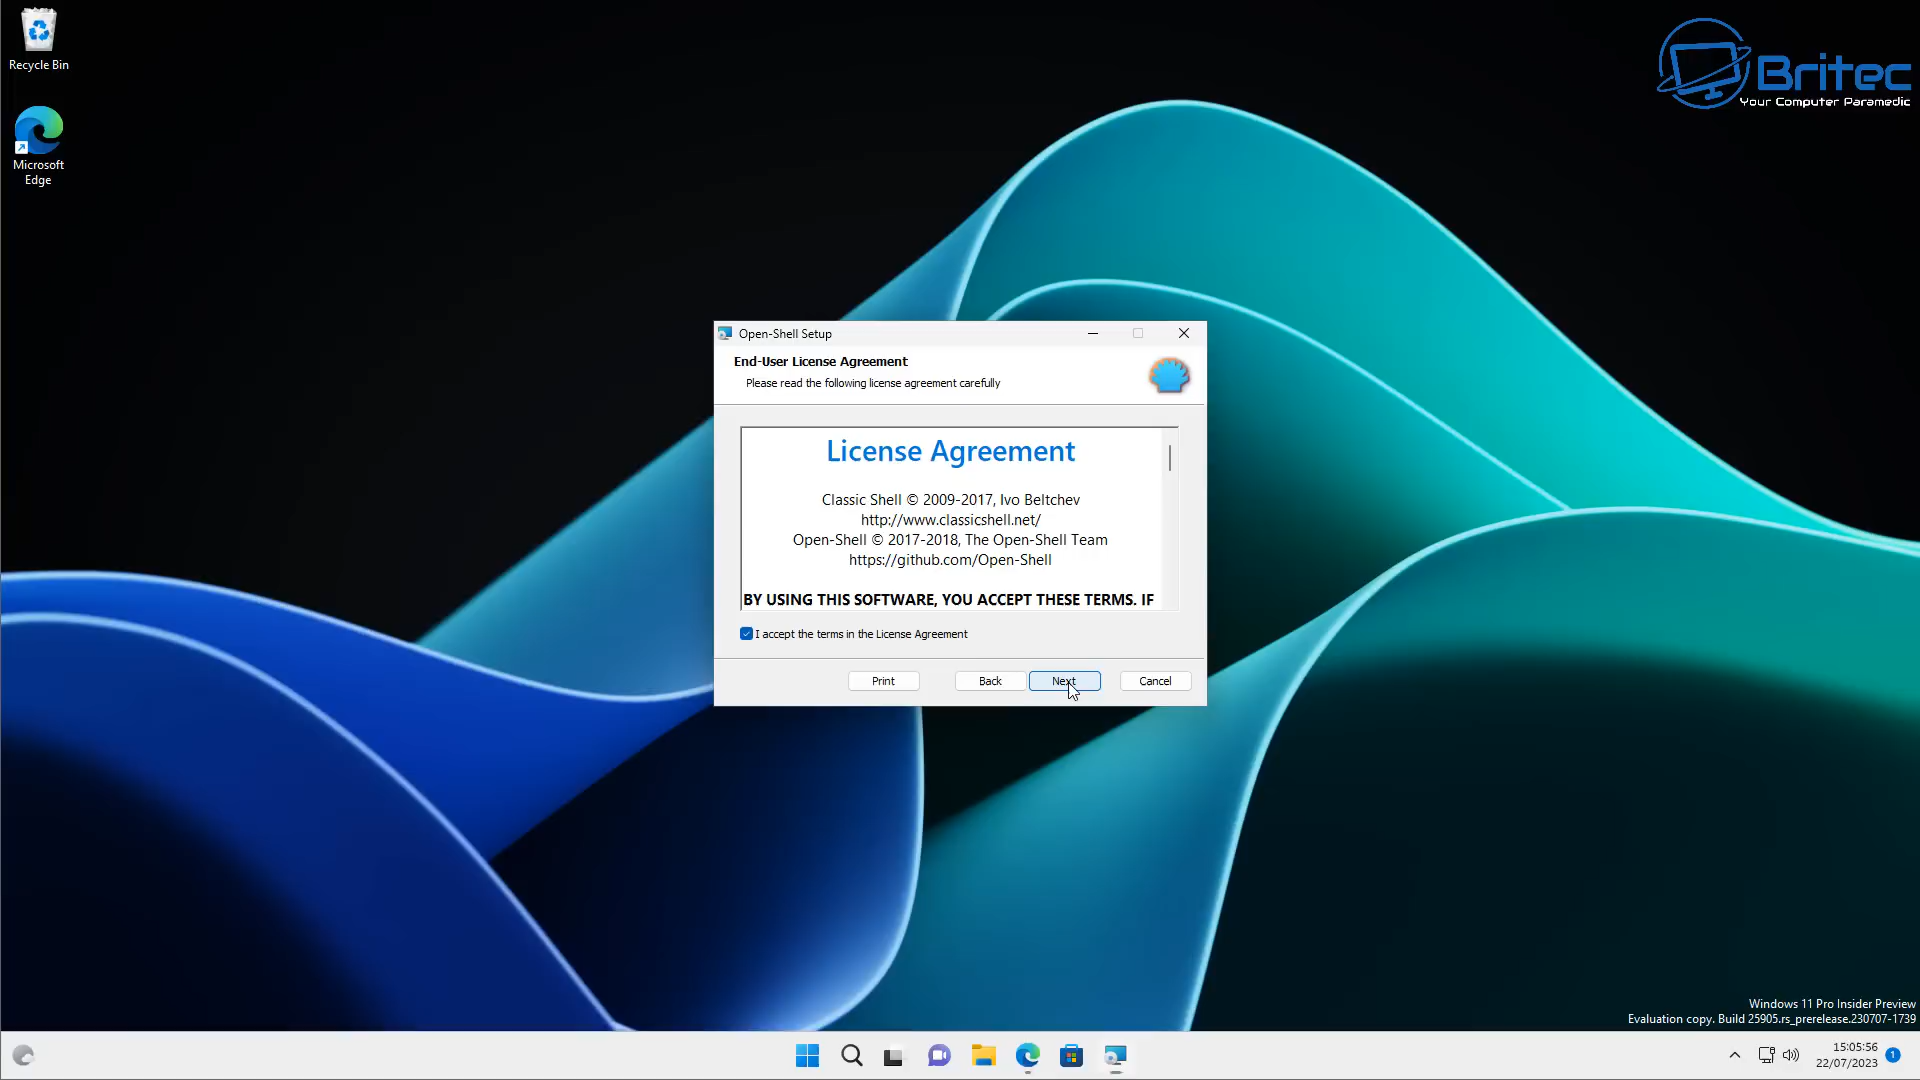 Recycle Bin
Microsoft
Edge
Britec
Your Computer Paramedic
Open-Shell Setup
End-User License Agreement
Please read the following license agreement carefully
License Agreement
Classic Shell © 2009-2017, Ivo Beltchev
http://www.classicshell.net/
Open-Shell © 2017-2018, The Open-Shell Team
https://github.com/Open-Shell
BY USING THIS SOFTWARE, YOU ACCEPT THESE TERMS. IF
I accept the terms in the License Agreement
Print Back Next Cancel
Windows 11 Pro Insider Preview
Evaluation copy. Build 25905.rs_prerelease.230707-1739
15:05:56
22/07/2023
1